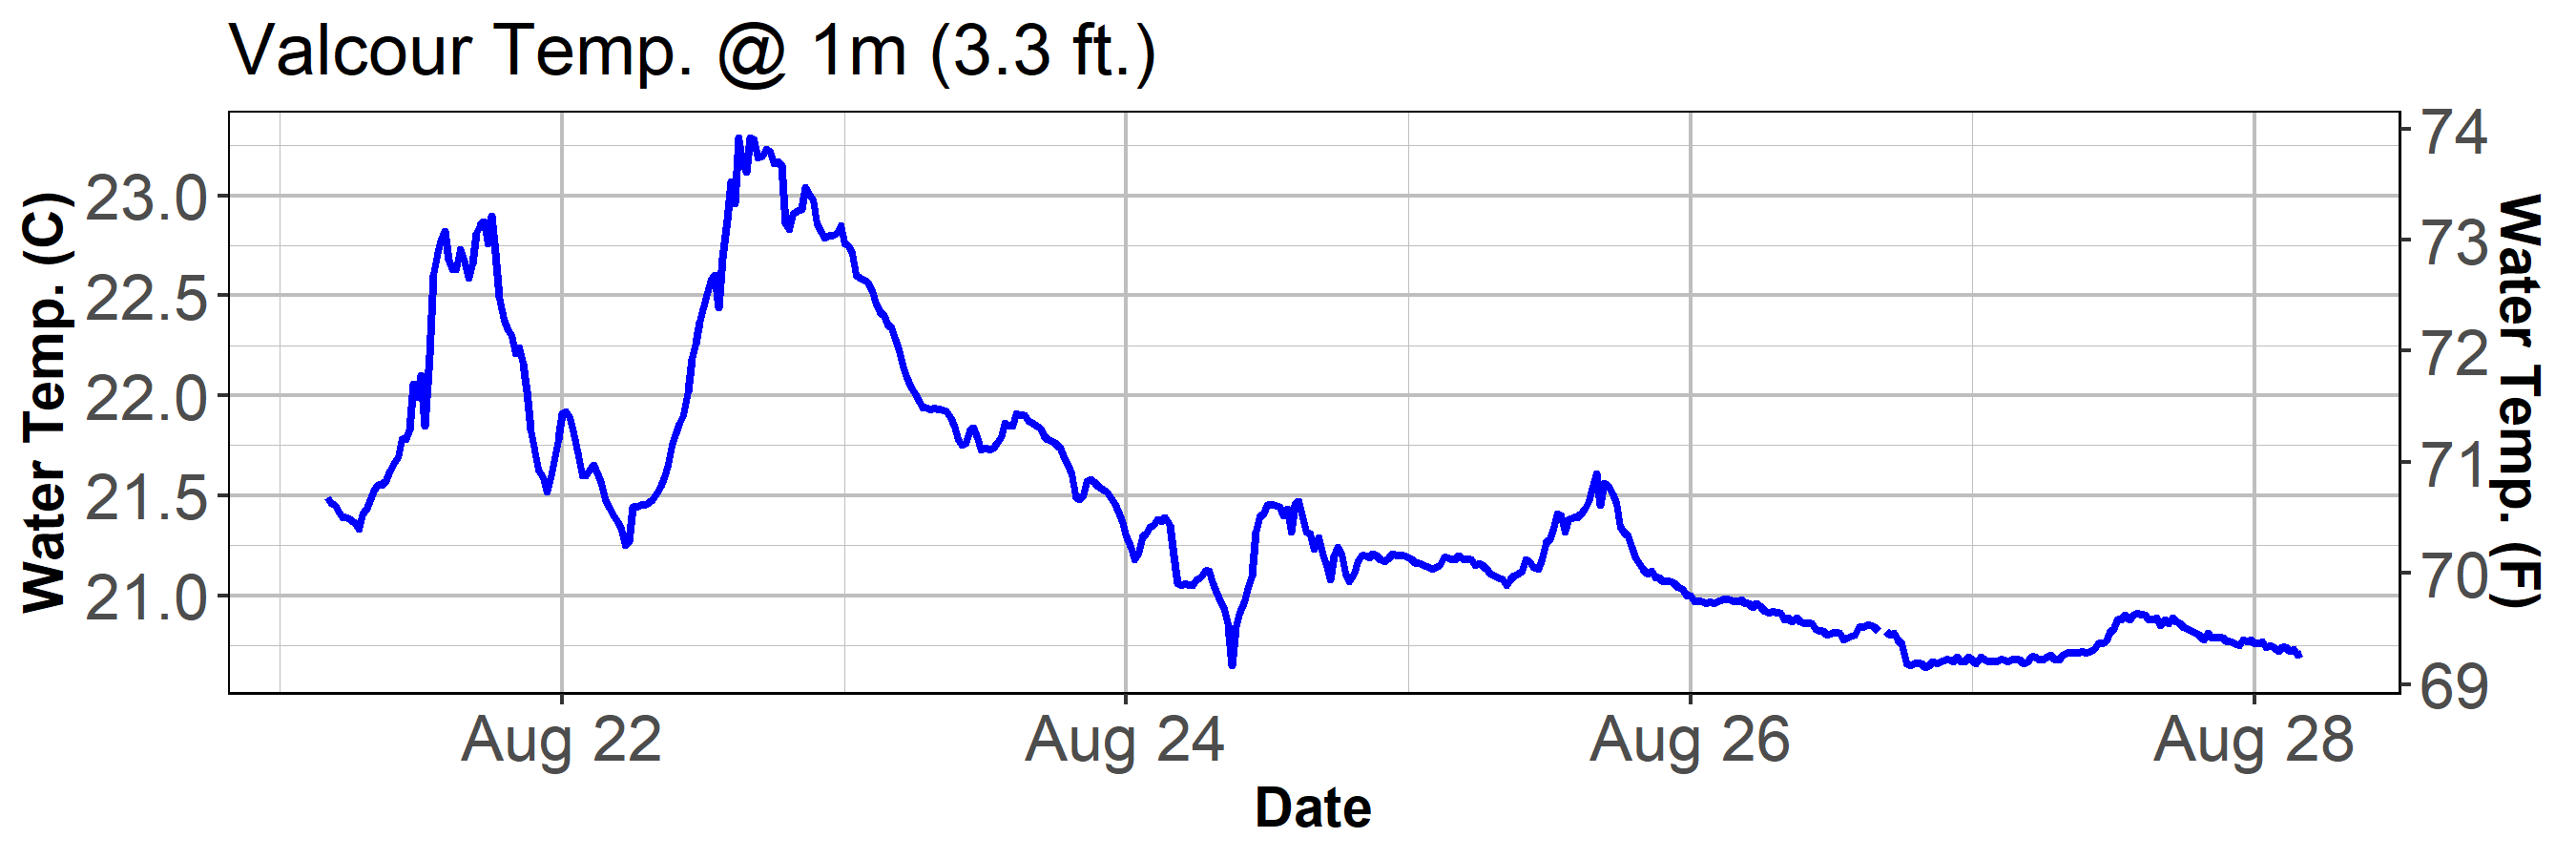 Valcour Temp. @ 1m (3.3 ft.)
Water Temp. (C)
23.0
22.5
22.0
21.5
21.0
74
73
72
71
70
69
Water Temp. (F)
Aug 22
Aug 24
Aug 26
Aug 28
Date